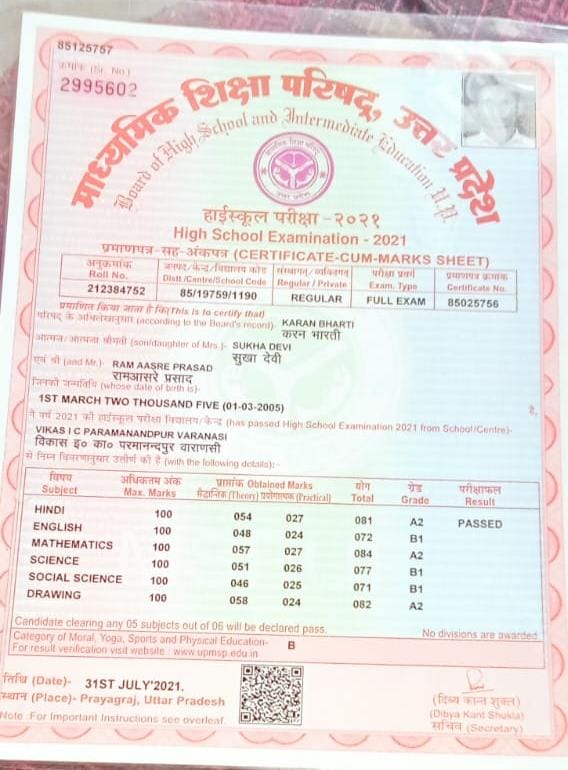 85125757
क्रमांक (Sr. No.)
2995602
माध्यमिक शिक्षा परिषद्, उत्तर प्रदेश
Board of High School and Intermediate Education U.P.
हाईस्कूल परीक्षा - २०२१
High School Examination - 2021
प्रमाणपत्र-सह-अंकपत्र (CERTIFICATE-CUM-MARKS SHEET)
अनुक्रमांक जनपद/केन्द्र/विद्यालय कोड संस्थागत/व्यक्तिगत परीक्षा प्रवर्ग प्रमाणपत्र क्रमांक
Roll No. Distt./Centre/School Code Regular / Private Exam. Type Certificate No.
212384752 85/19759/1190 REGULAR FULL EXAM 85025756
प्रमाणित किया जाता है कि(This is to certify that)
परिषद के अभिलेखानुसार (according to the Board's record)- KARAN BHARTI
करन भारती
आत्मज/आत्मजा श्रीमती (son/daughter of Mrs.)- SUKHA DEVI
सुखा देवी
एवं श्री (and Mr.)- RAM AASRE PRASAD
रामआसरे प्रसाद
जिनकी जन्मतिथि (whose date of birth is)-
1ST MARCH TWO THOUSAND FIVE (01-03-2005) है,
ने वर्ष 2021 की हाईस्कूल परीक्षा विद्यालय/केन्द्र (has passed High School Examination 2021 from School/Centre)-
VIKAS I C PARAMANANDPUR VARANASI
विकास इ० का० परमानन्दपुर वाराणसी
से निम्न विवरणानुसार उत्तीर्ण की है (with the following details):-
विषय अधिकतम अंक प्राप्तांक Obtained Marks योग ग्रेड परीक्षाफल
Subject Max. Marks सैद्धान्तिक (Theory) प्रयोगात्मक (Practical) Total Grade Result
HINDI 100 054 027 081 A2 PASSED
ENGLISH 100 048 024 072 B1
MATHEMATICS 100 057 027 084 A2
SCIENCE 100 051 026 077 B1
SOCIAL SCIENCE 100 046 025 071 B1
DRAWING 100 058 024 082 A2
Candidate clearing any 05 subjects out of 06 will be declared pass. No divisions are awarded
Category of Moral, Yoga, Sports and Physical Education- B
For result verification visit website : www.upmsp.edu.in
तिथि (Date)- 31ST JULY'2021.
स्थान (Place)- Prayagraj, Uttar Pradesh
Note :For Important Instructions see overleaf.
(दिव्य कान्त शुक्ल)
(Dibya Kant Shukla)
सचिव (Secretary)